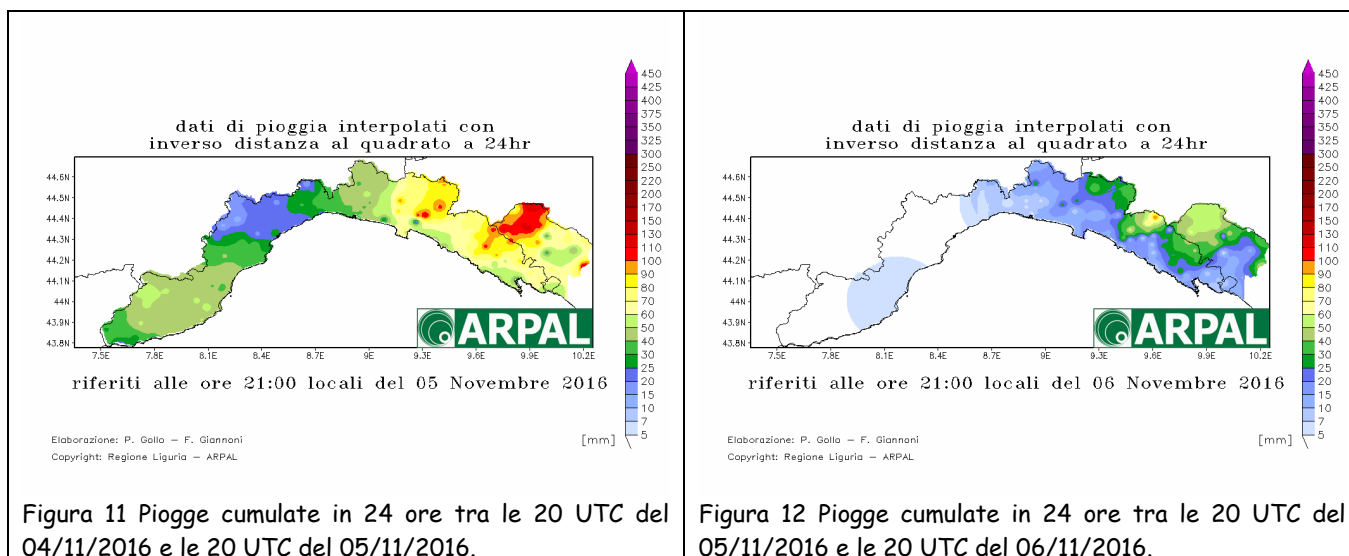 dati di pioggia interpolati con
inverso distanza al quadrato a 24hr
450
425
400
375
350
325
300
250
220
200
170
150
130
110
100
90
80
70
60
50
40
30
25
20
15
10
7
5
44.6N
44.5N
44.4N
44.3N
44.2N
44.1N
44N
43.9N
43.8N
7.5E 7.8E 8.1E 8.4E 8.7E 9E 9.3E 9.6E 9.9E 10.2E
ARPAL
riferiti alle ore 21:00 locali del 05 Novembre 2016
Elaborazione: P. Gollo – F. Giannoni
[mm]
Copyright: Regione Liguria – ARPAL
Figura 11 Piogge cumulate in 24 ore tra le 20 UTC del
04/11/2016 e le 20 UTC del 05/11/2016.
dati di pioggia interpolati con
inverso distanza al quadrato a 24hr
450
425
400
375
350
325
300
250
220
200
170
150
130
110
100
90
80
70
60
50
40
30
25
20
15
10
7
5
44.6N
44.5N
44.4N
44.3N
44.2N
44.1N
44N
43.9N
43.8N
7.5E 7.8E 8.1E 8.4E 8.7E 9E 9.3E 9.6E 9.9E 10.2E
ARPAL
riferiti alle ore 21:00 locali del 06 Novembre 2016
Elaborazione: P. Gollo – F. Giannoni
[mm]
Copyright: Regione Liguria – ARPAL
Figura 12 Piogge cumulate in 24 ore tra le 20 UTC del
05/11/2016 e le 20 UTC del 06/11/2016.